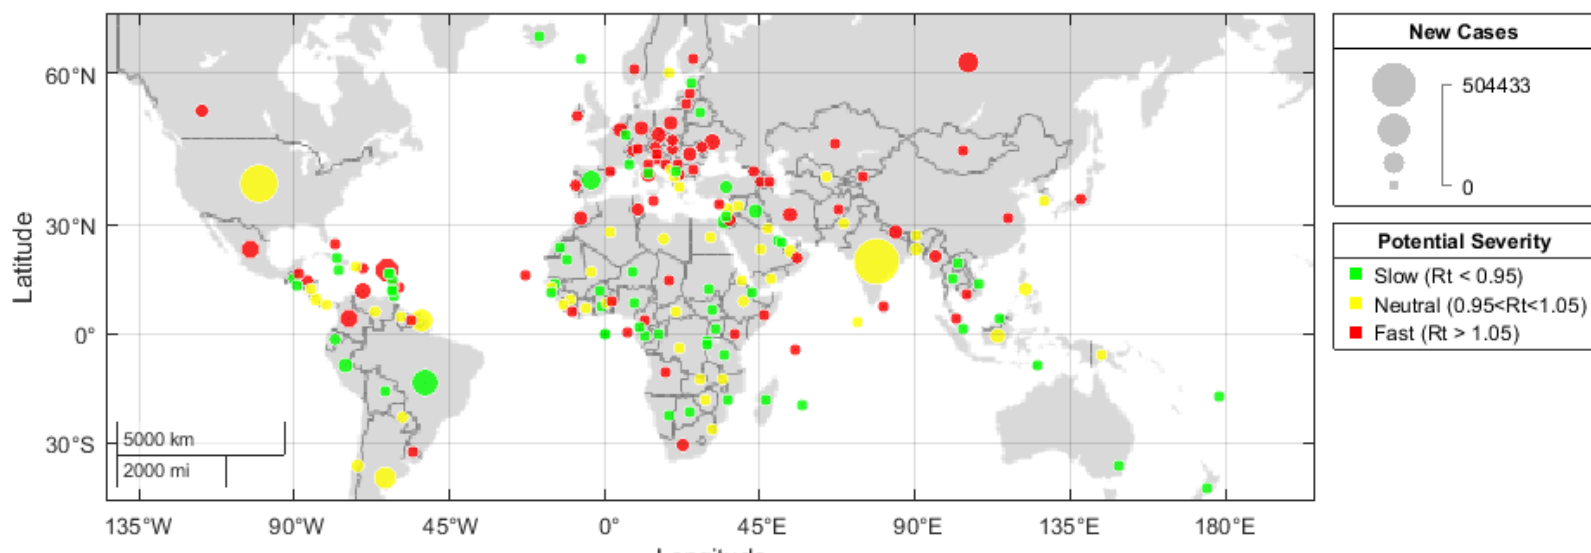 New Cases
504433
0
Potential Severity
Slow (Rt < 0.95)
Neutral (0.95<Rt<1.05)
Fast (Rt > 1.05)
Latitude
60°N
30°N
0°
30°S
5000 km
2000 mi
135°W
90°W
45°W
0°
45°E
90°E
135°E
180°E